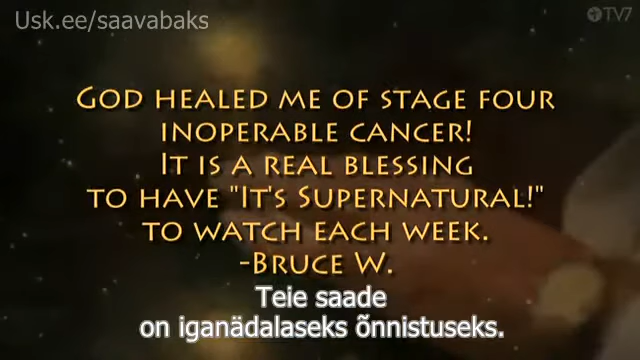 Usk.ee/saavabaks
TV7
GOD HEALED ME OF STAGE FOUR
INOPERABLE CANCER!
IT IS A REAL BLESSING
TO HAVE "IT'S SUPERNATURAL!"
TO WATCH EACH WEEK.
-BRUCE W.
Teie saade
on iganädalaseks õnnistuseks.